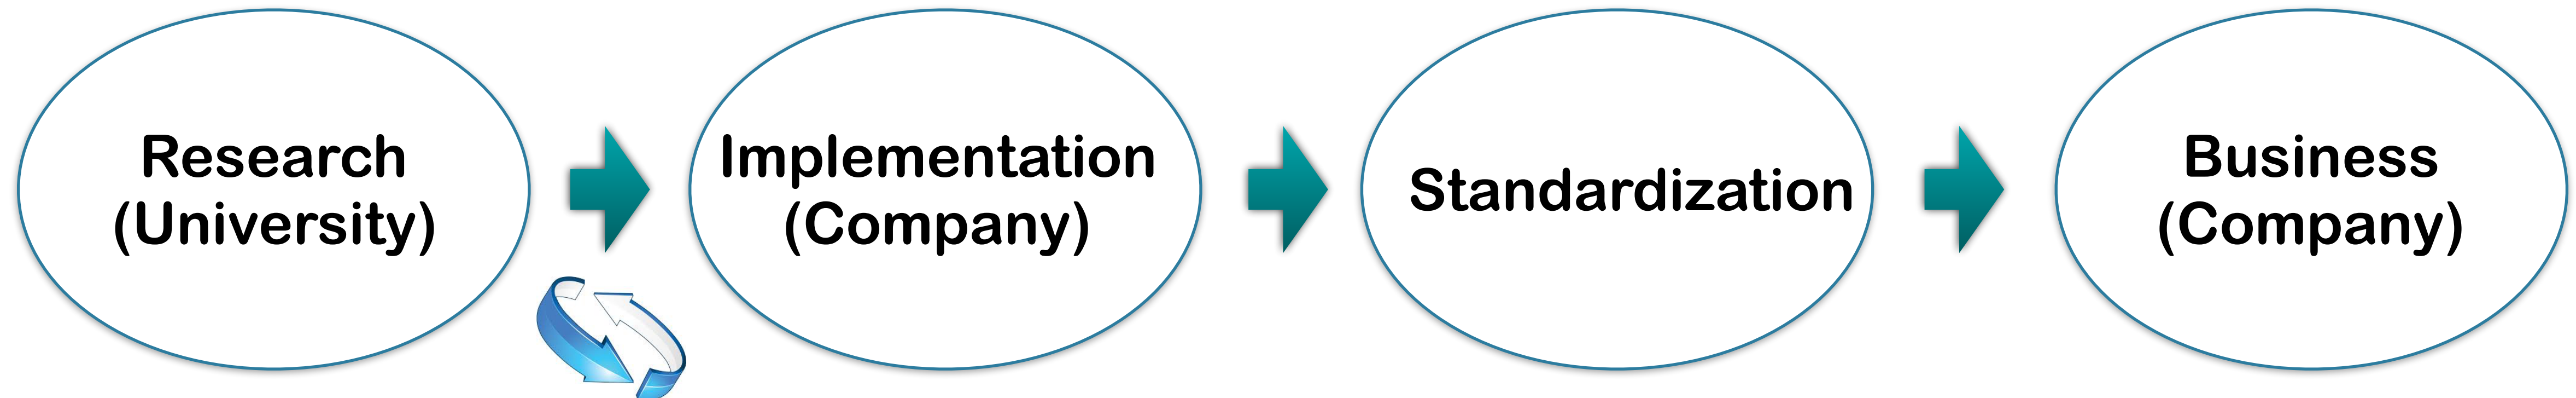 Research
(University)
Implementation
(Company)
Standardization
Business
(Company)